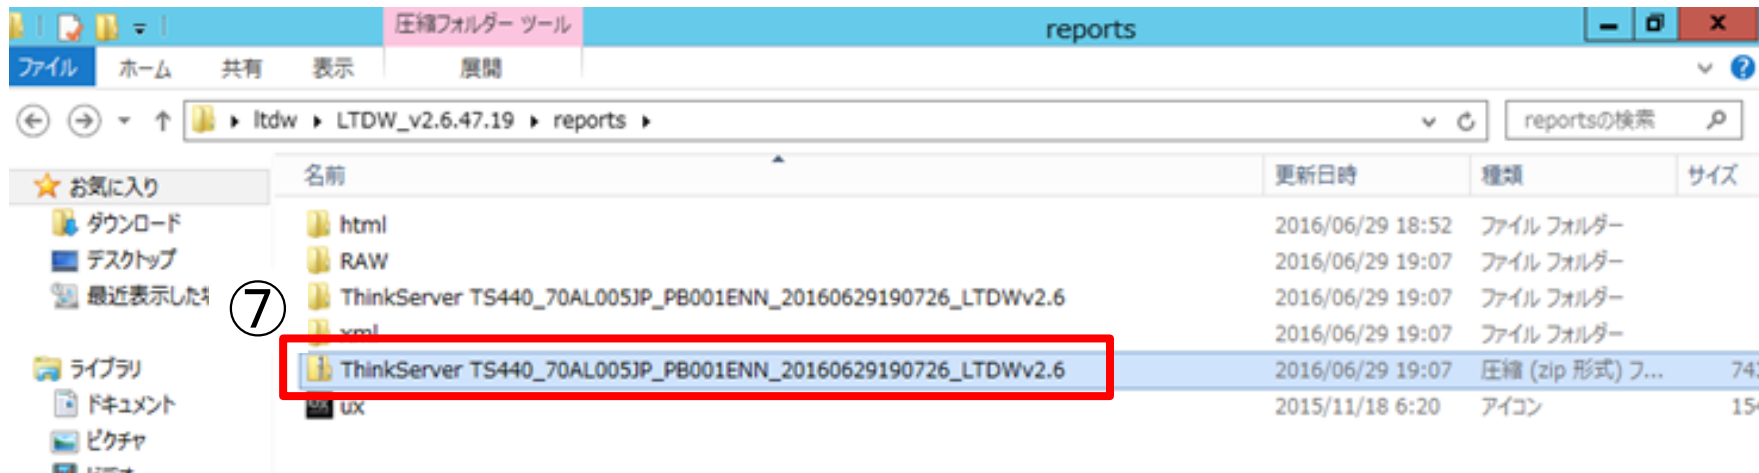 圧縮フォルダー ツール
reports
ファイル ホーム 共有 表示 展開
ltdw LTDW_v2.6.47.19 reports
reportsの検索
名前 更新日時 種類 サイズ
お気に入り
ダウンロード
デスクトップ
最近表示した
html 2016/06/29 18:52 ファイル フォルダー
RAW 2016/06/29 19:07 ファイル フォルダー
⑦
ThinkServer TS440_70AL005JP_PB001ENN_20160629190726_LTDWv2.6 2016/06/29 19:07 ファイル フォルダー
xml 2016/06/29 19:07 ファイル フォルダー
ThinkServer TS440_70AL005JP_PB001ENN_20160629190726_LTDWv2.6 2016/06/29 19:07 圧縮 (zip 形式) フ...
ux 2015/11/18 6:20 アイコン
ライブラリ
ドキュメント
ピクチャ